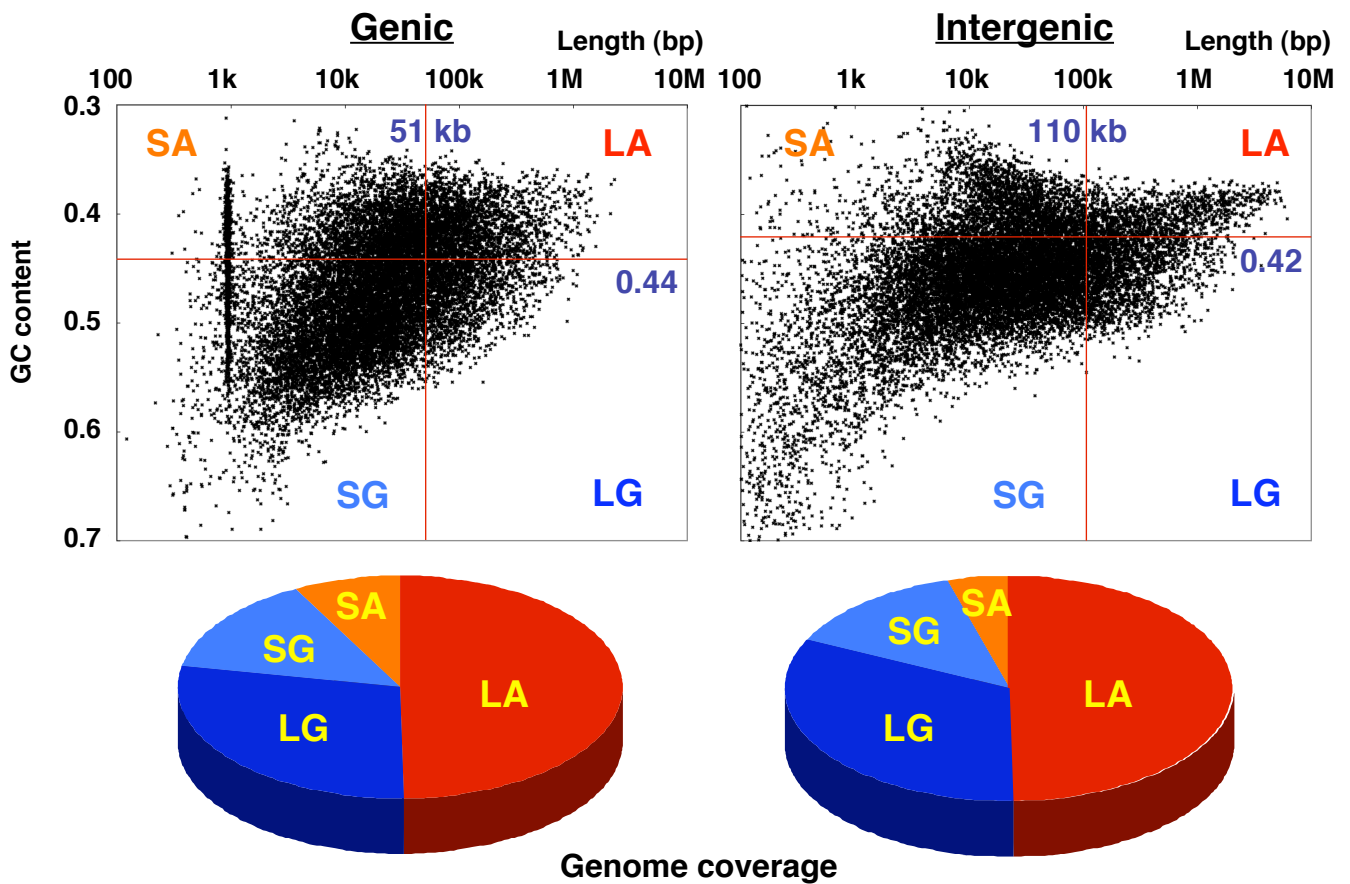 Genic
Length (bp)
Intergenic
Length (bp)
100 1k 10k 100k 1M 10M
100 1k 10k 100k 1M 10M
0.3
0.4
0.5
0.6
0.7
GC content
SA
51 kb
LA
0.44
SG
LG
SA
110 kb
LA
0.42
SG
LG
SA
SG
LG
LA
SA
SG
LG
LA
Genome coverage